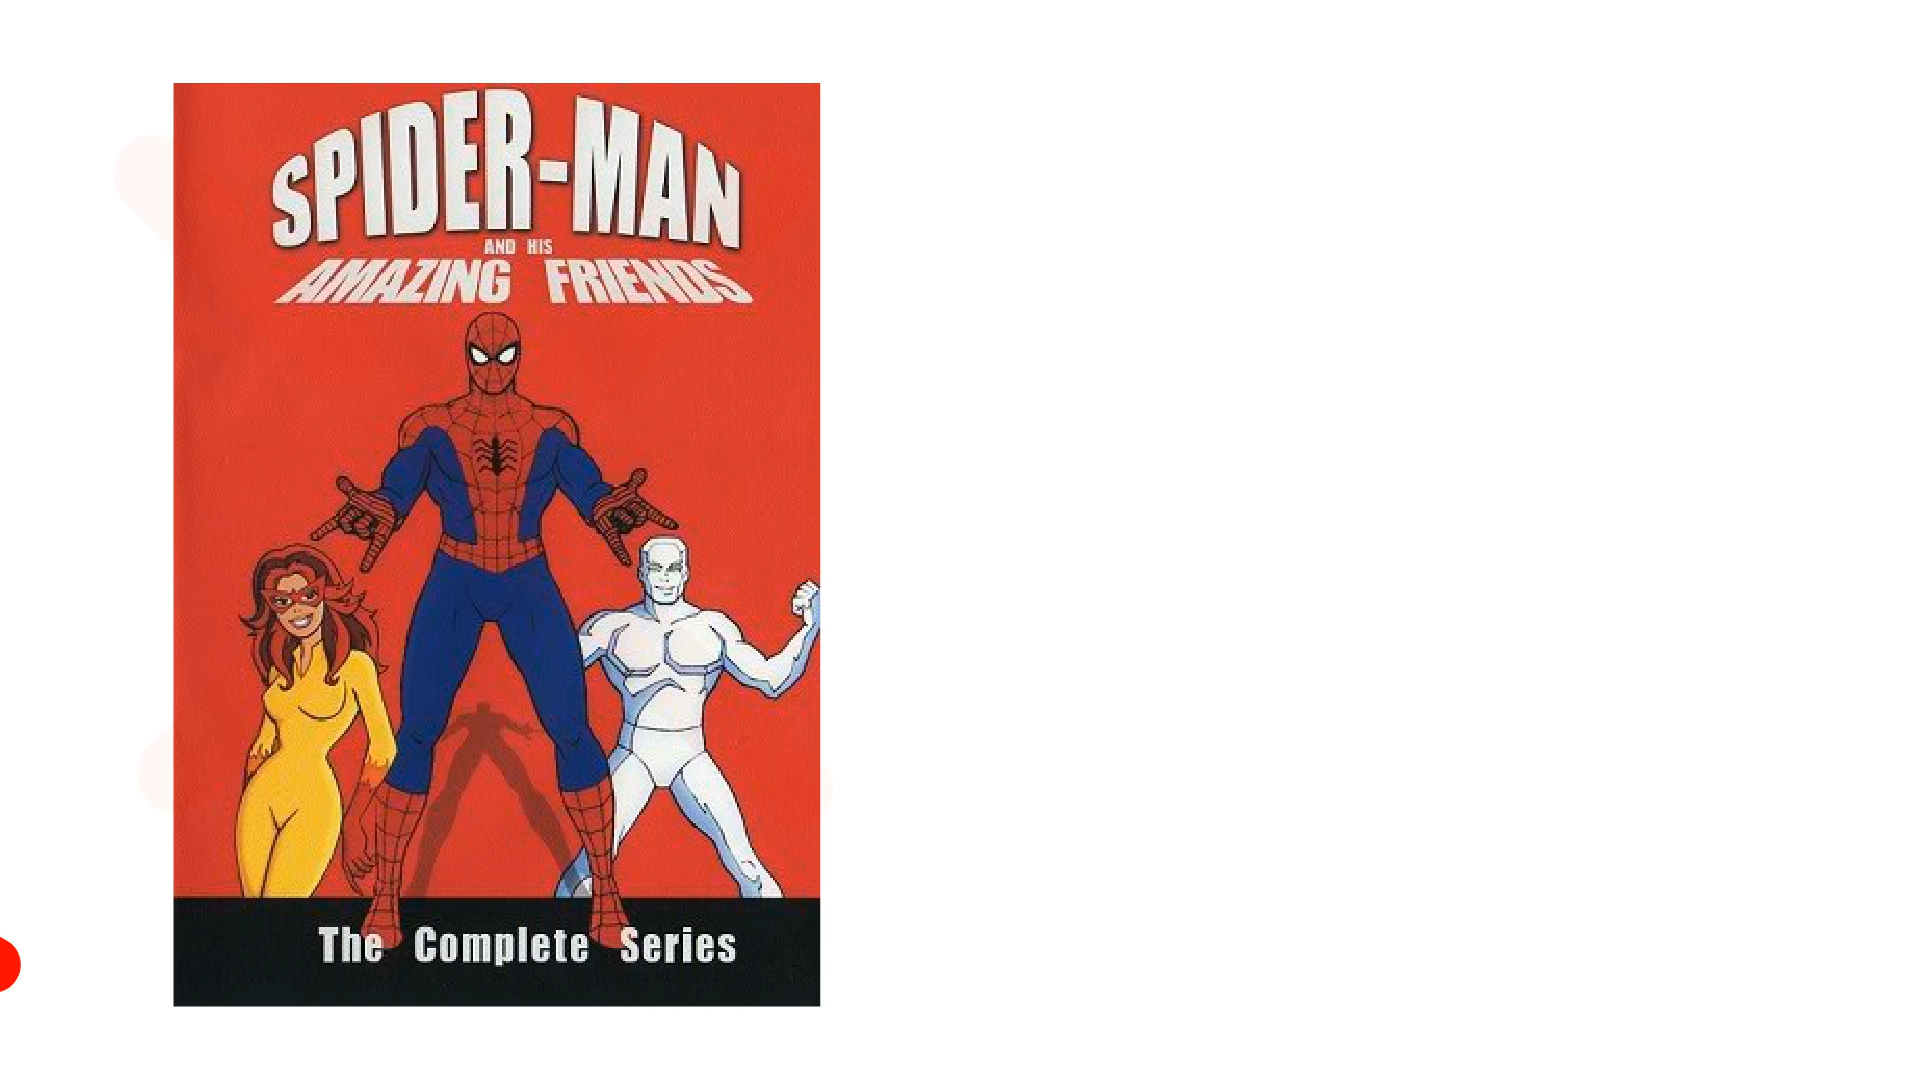 SPIDER-MAN
AND HIS
AMAZING FRIENDS
The Complete Series